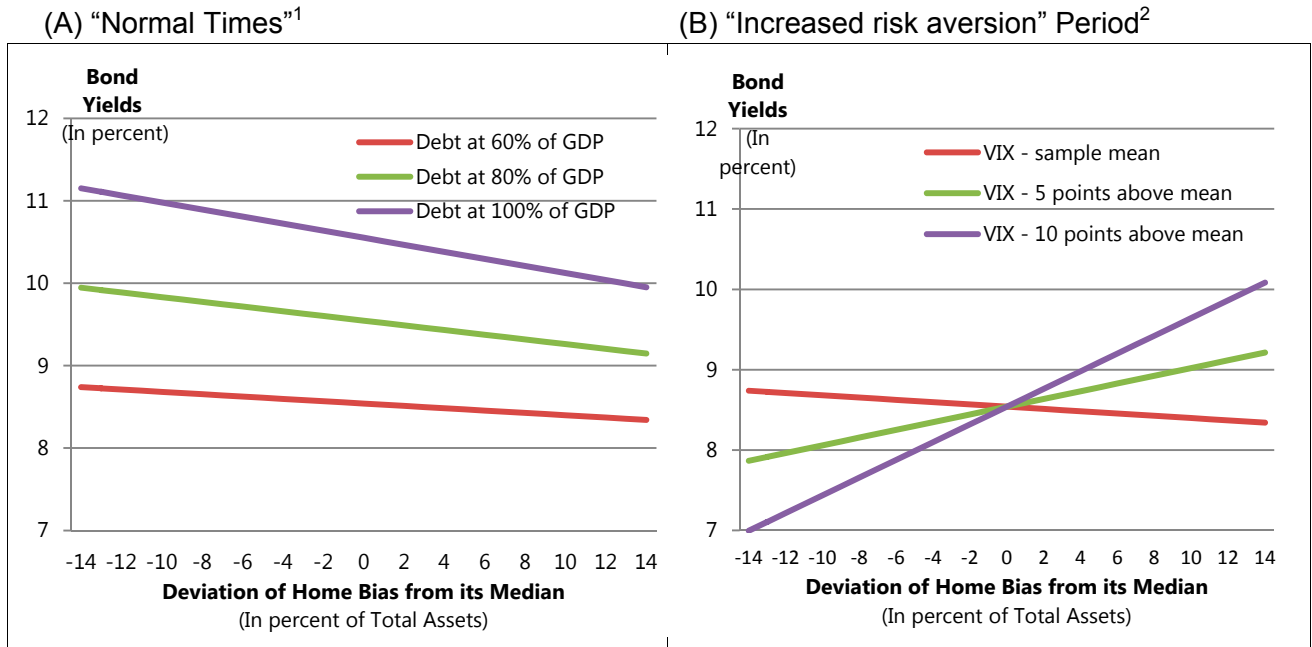 (A) “Normal Times”1
Bond
Yields
(In percent)
12
11
10
9
8
7
Debt at 60% of GDP
Debt at 80% of GDP
Debt at 100% of GDP
-14 -12 -10 -8 -6 -4 -2 0 2 4 6 8 10 12 14
Deviation of Home Bias from its Median
(In percent of Total Assets)
(B) “Increased risk aversion” Period2
Bond
Yields
(In
percent)
12
11
10
9
8
7
VIX - sample mean
VIX - 5 points above mean
VIX - 10 points above mean
-14 -12 -10 -8 -6 -4 -2 0 2 4 6 8 10 12 14
Deviation of Home Bias from its Median
(In percent of Total Assets)